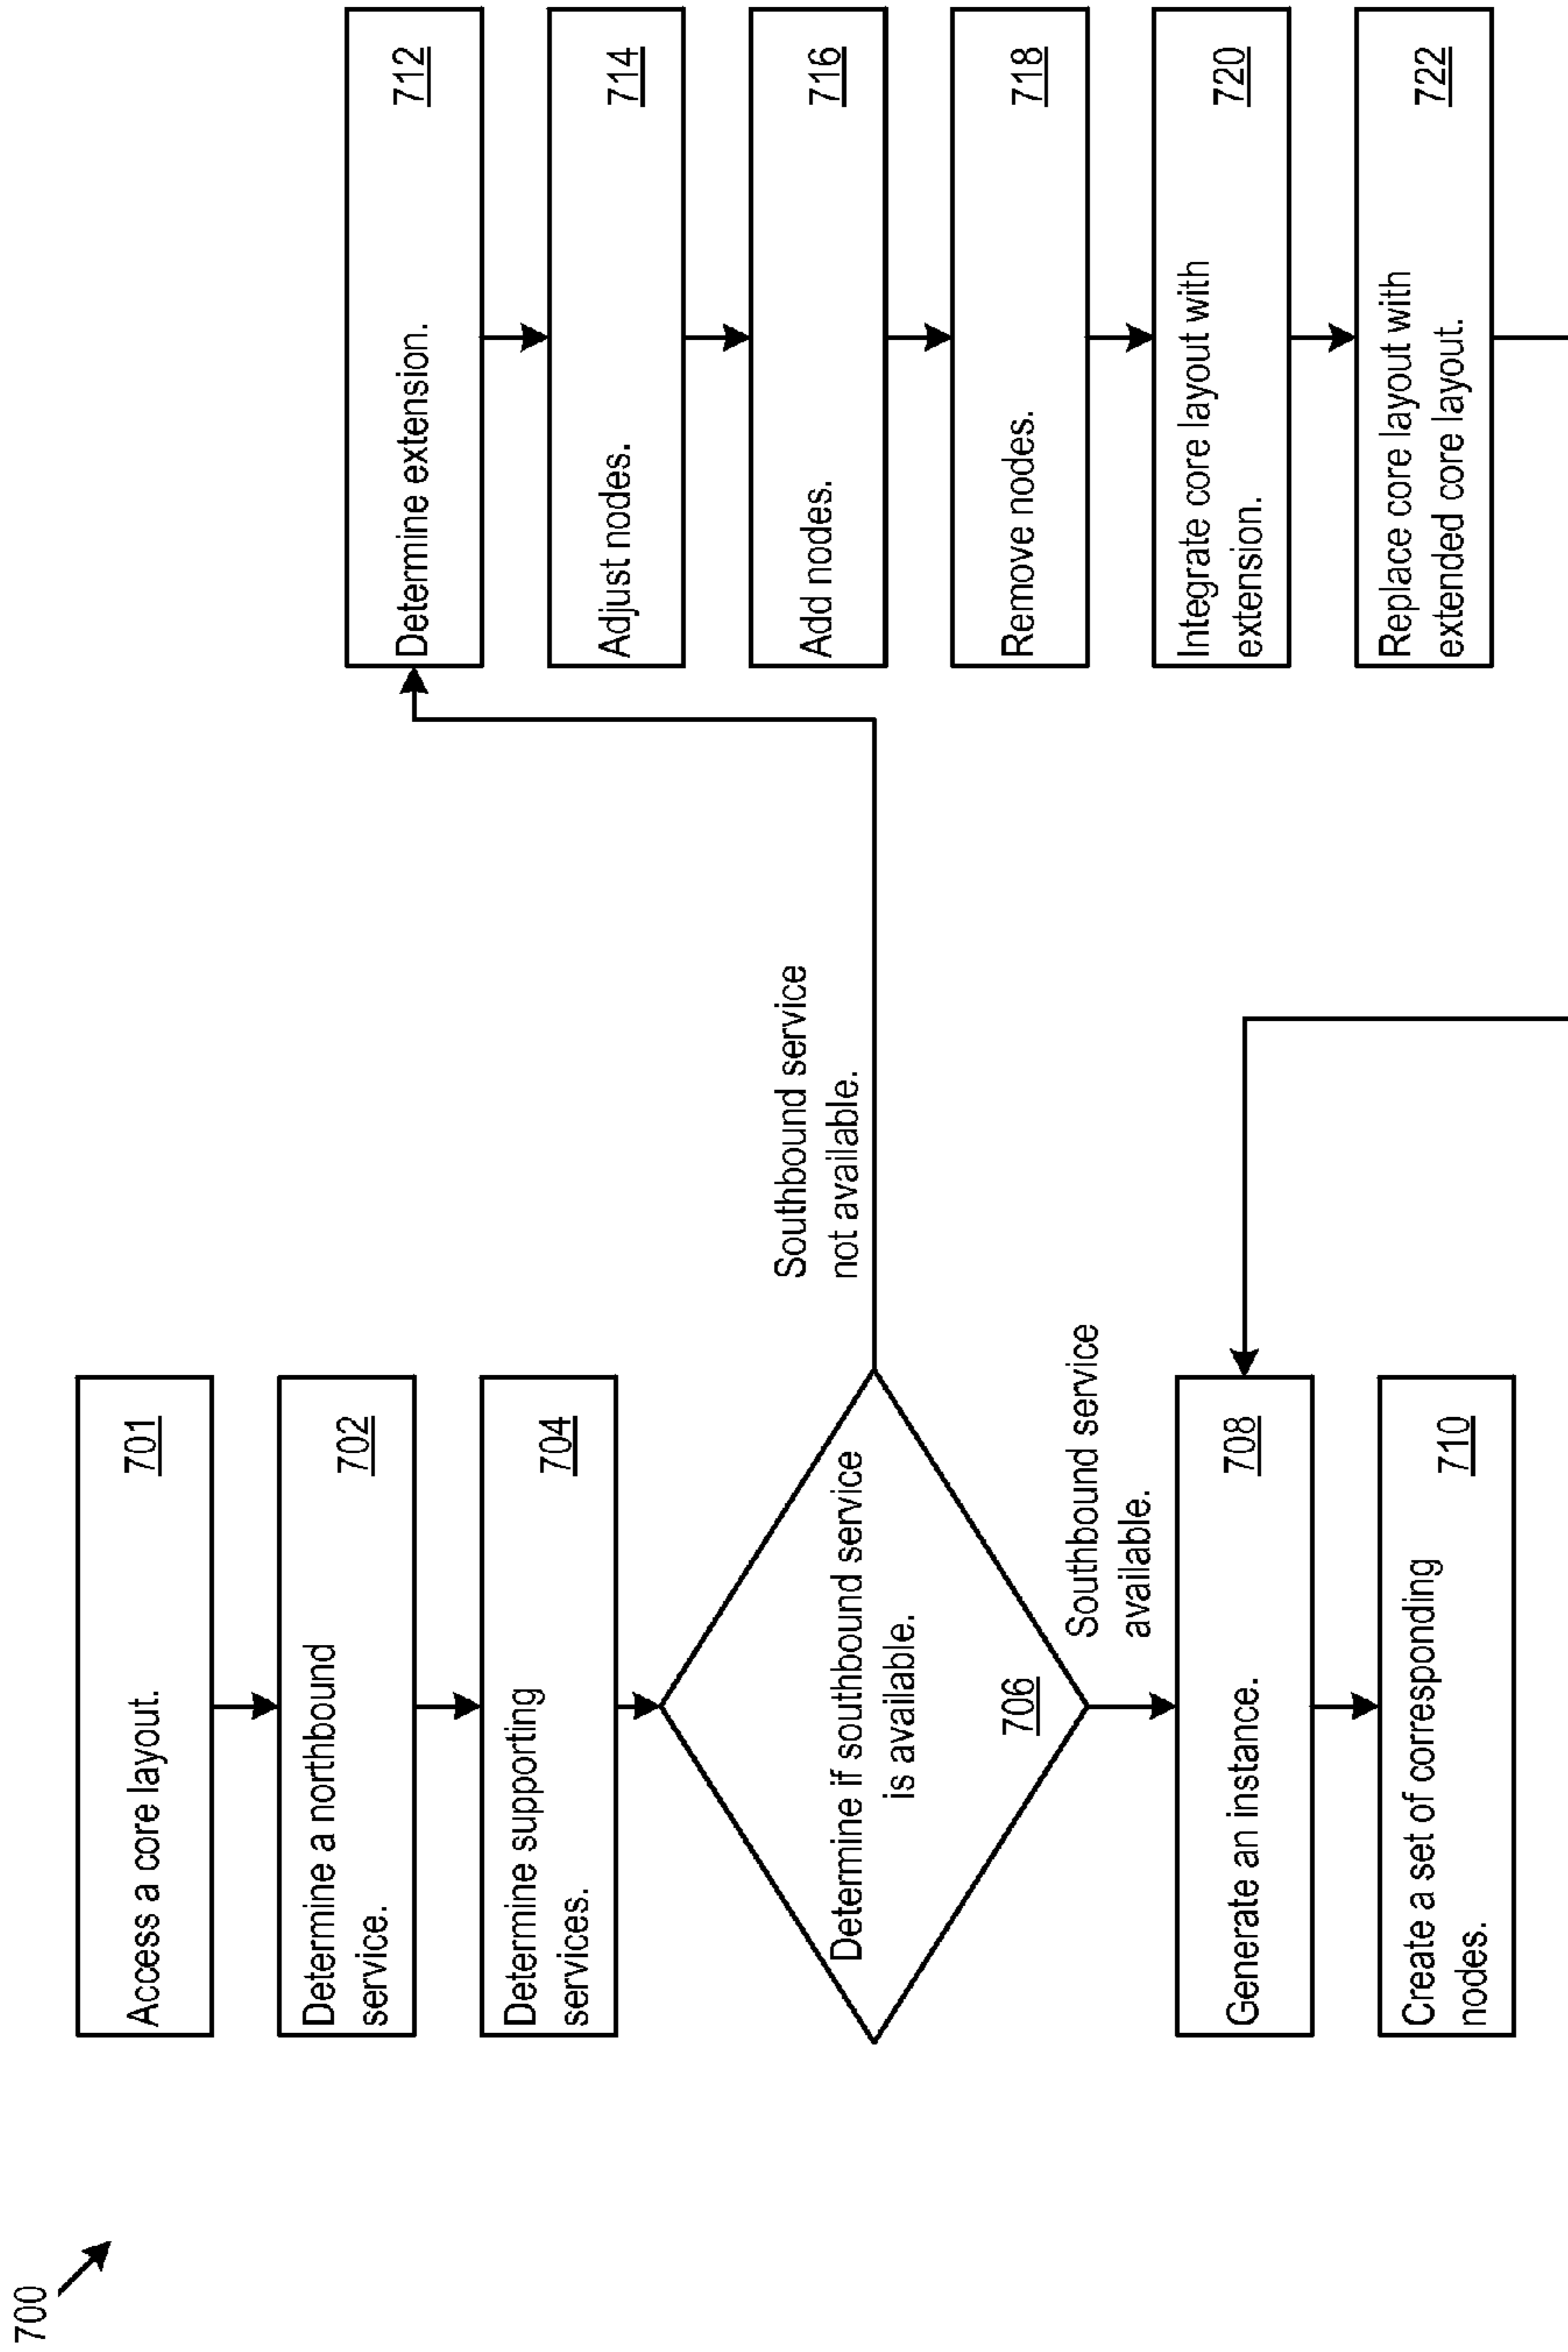 700
Access a core layout.
701
Determine a northbound
service.
702
Determine supporting
services.
704
Determine if southbound service
is available.
706
Southbound service
not available.
Southbound service
available.
Generate an instance.
708
Create a set of corresponding
nodes.
710
Determine extension.
712
Adjust nodes.
714
Add nodes.
716
Remove nodes.
718
Integrate core layout with
extension.
720
Replace core layout with
extended core layout.
722